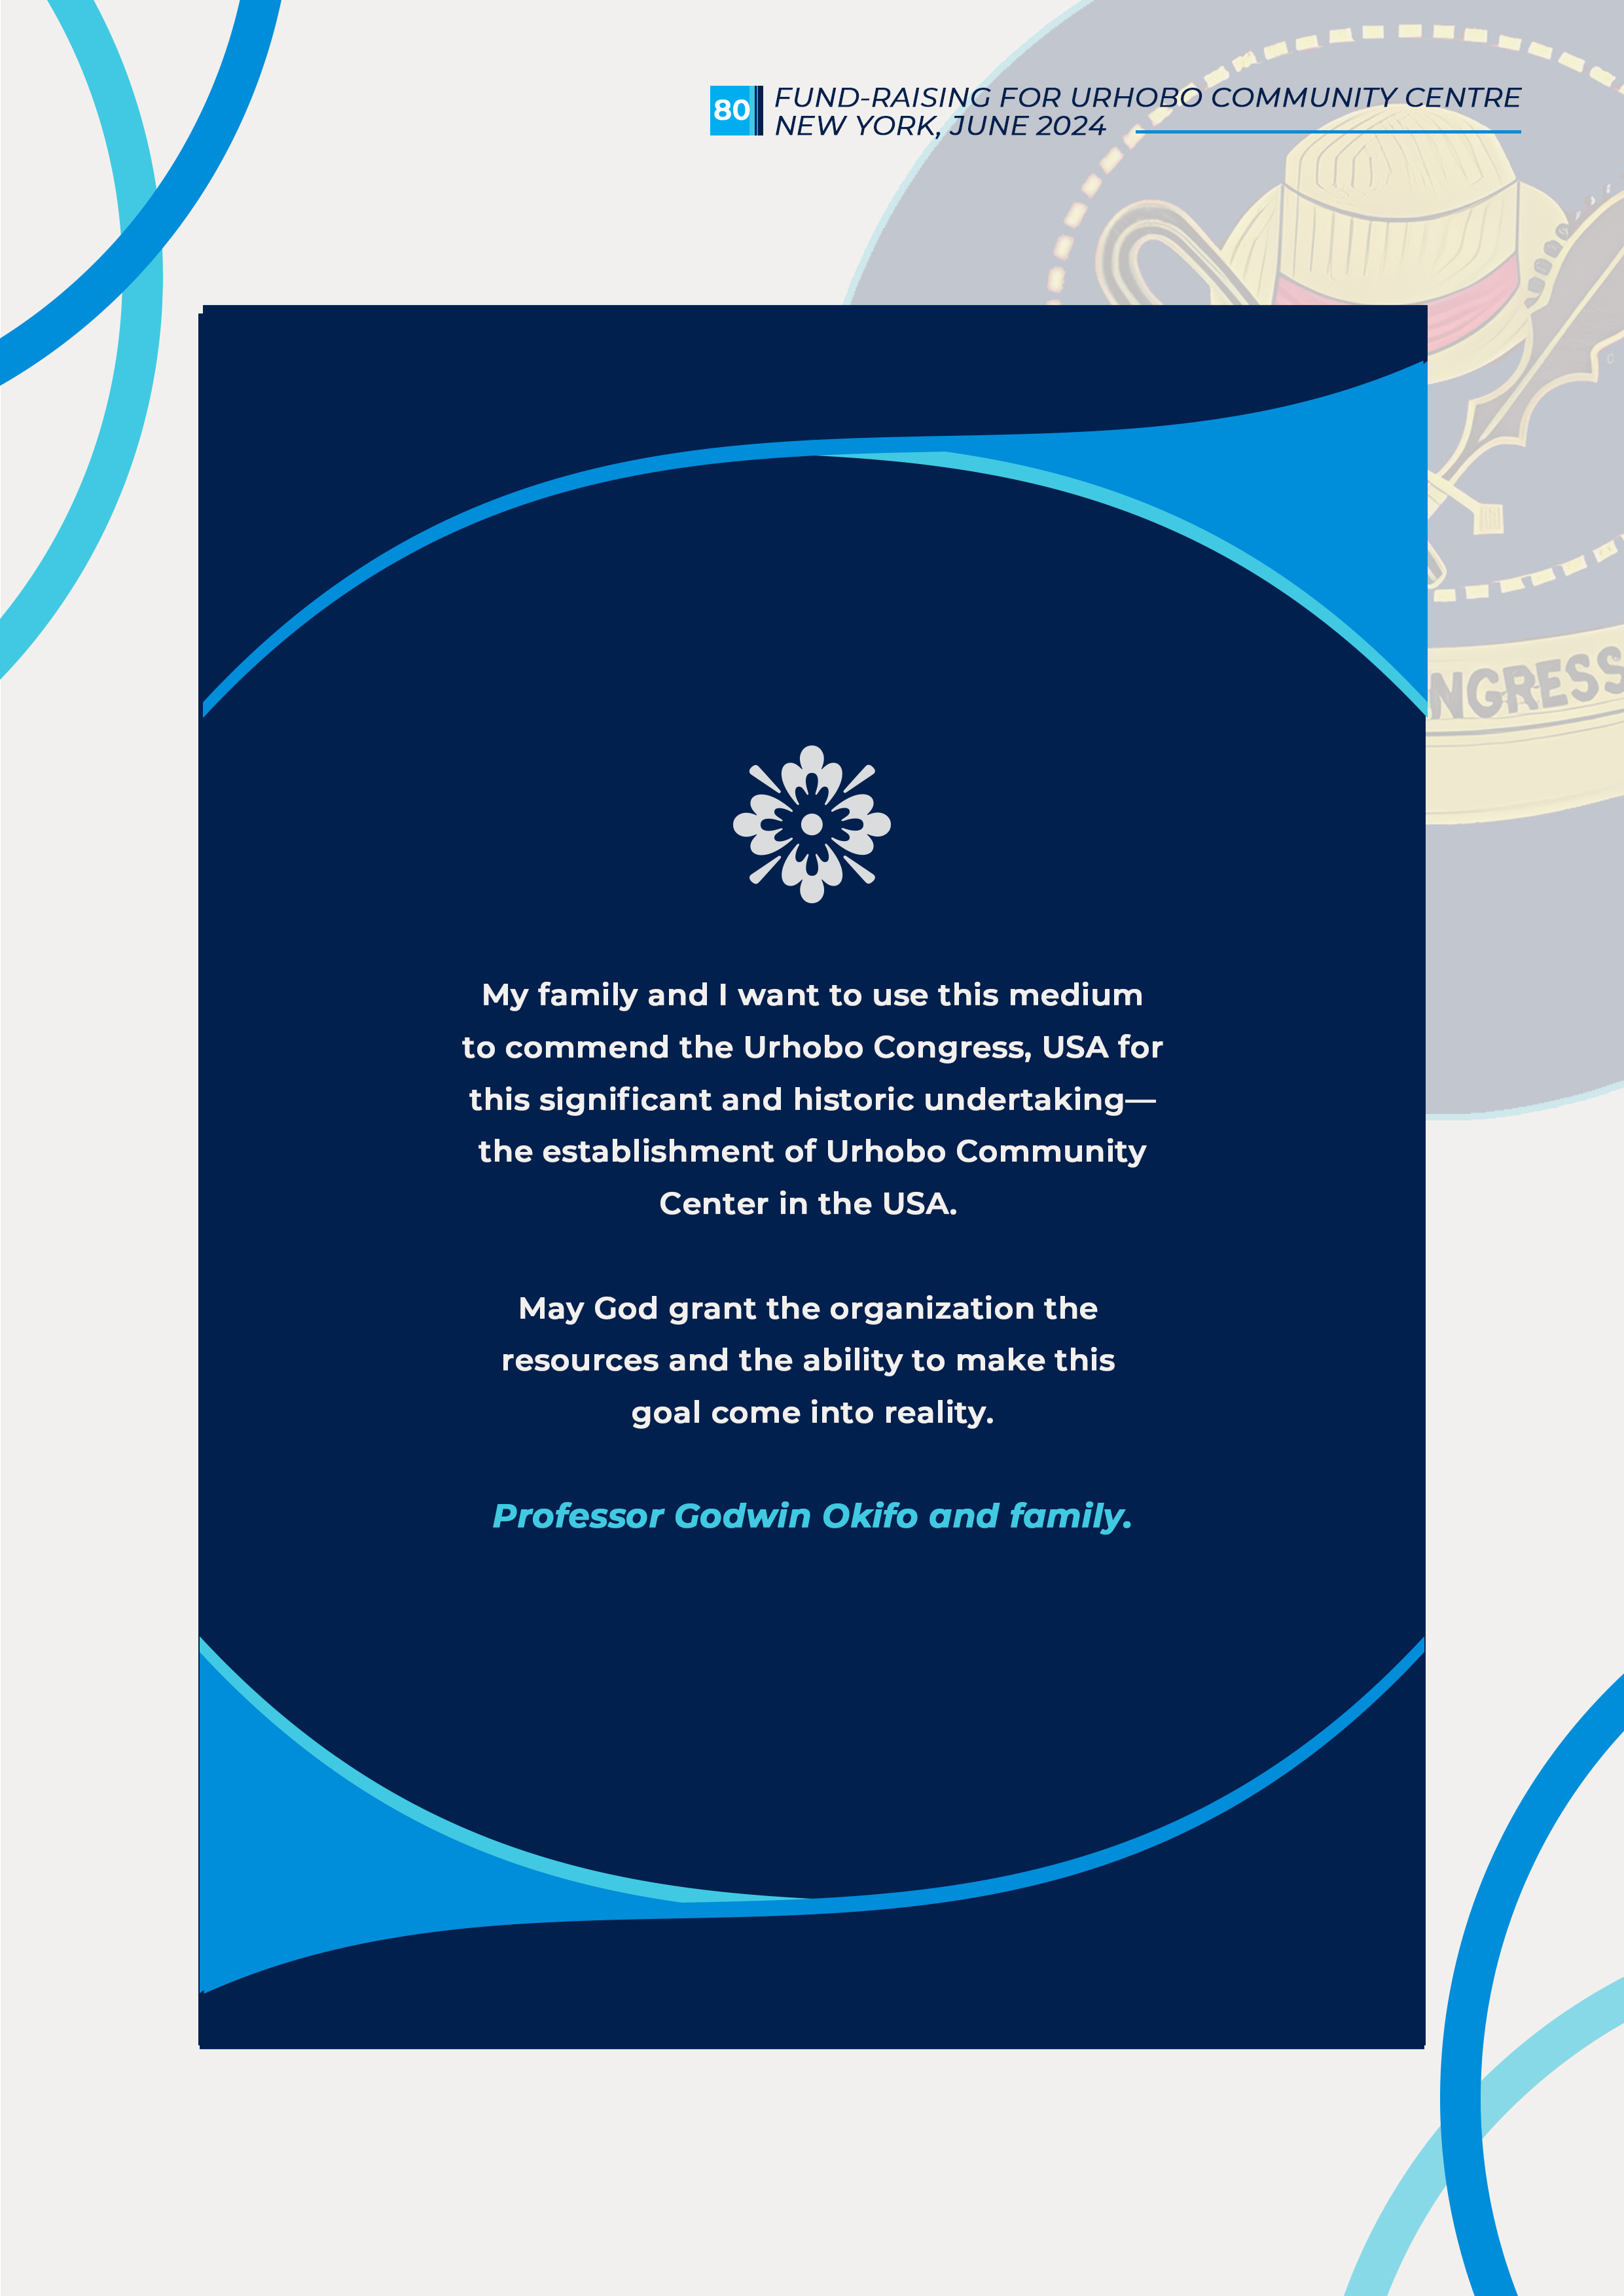 80
FUND-RAISING FOR URHOBO COMMUNITY CENTRE
NEW YORK, JUNE 2024
NGRESS
My family and I want to use this medium
to commend the Urhobo Congress, USA for
this significant and historic undertaking—
the establishment of Urhobo Community
Center in the USA.
May God grant the organization the
resources and the ability to make this
goal come into reality.
Professor Godwin Okifo and family.